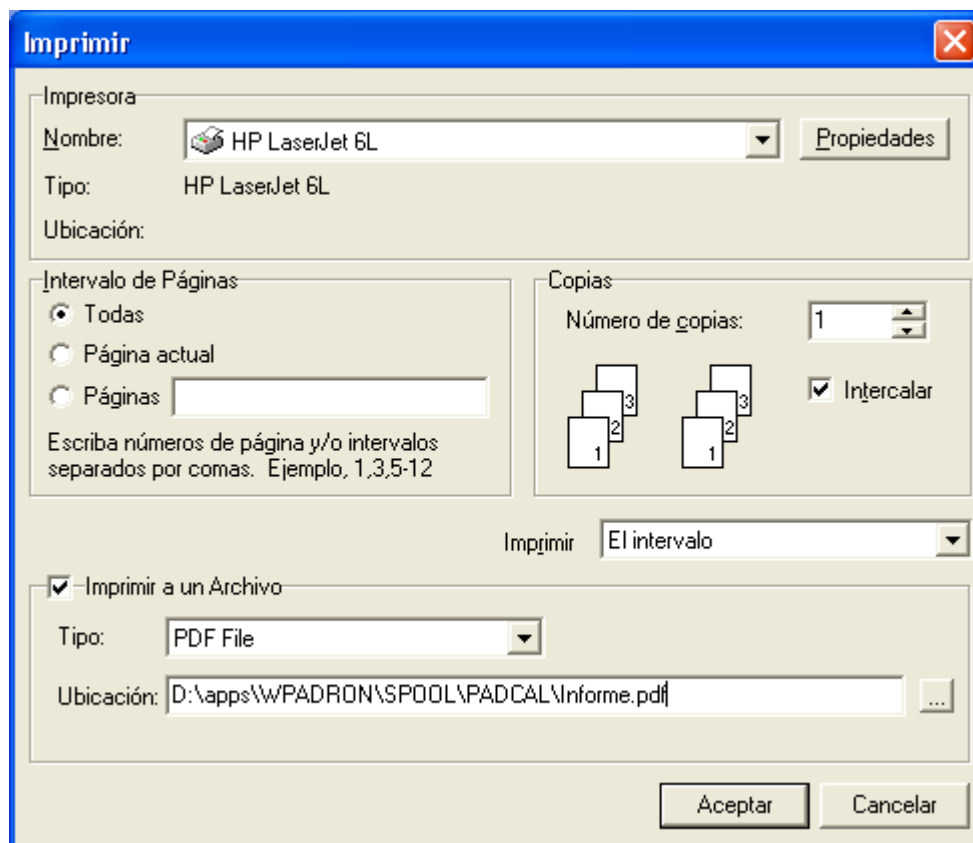 Imprimir
Impresora
Nombre: HP LaserJet 6L Propiedades
Tipo: HP LaserJet 6L
Ubicación:
Intervalo de Páginas
Todas
Página actual
Páginas
Escriba números de página y/o intervalos
separados por comas. Ejemplo, 1,3,5-12
Copias
Número de copias: 1
1 2 3 1 2 3
Intercalar
Imprimir El intervalo
Imprimir a un Archivo
Tipo: PDF File
Ubicación: D:\apps\WPADRON\SPOOL\PADCAL\Informe.pdf ...
Aceptar Cancelar